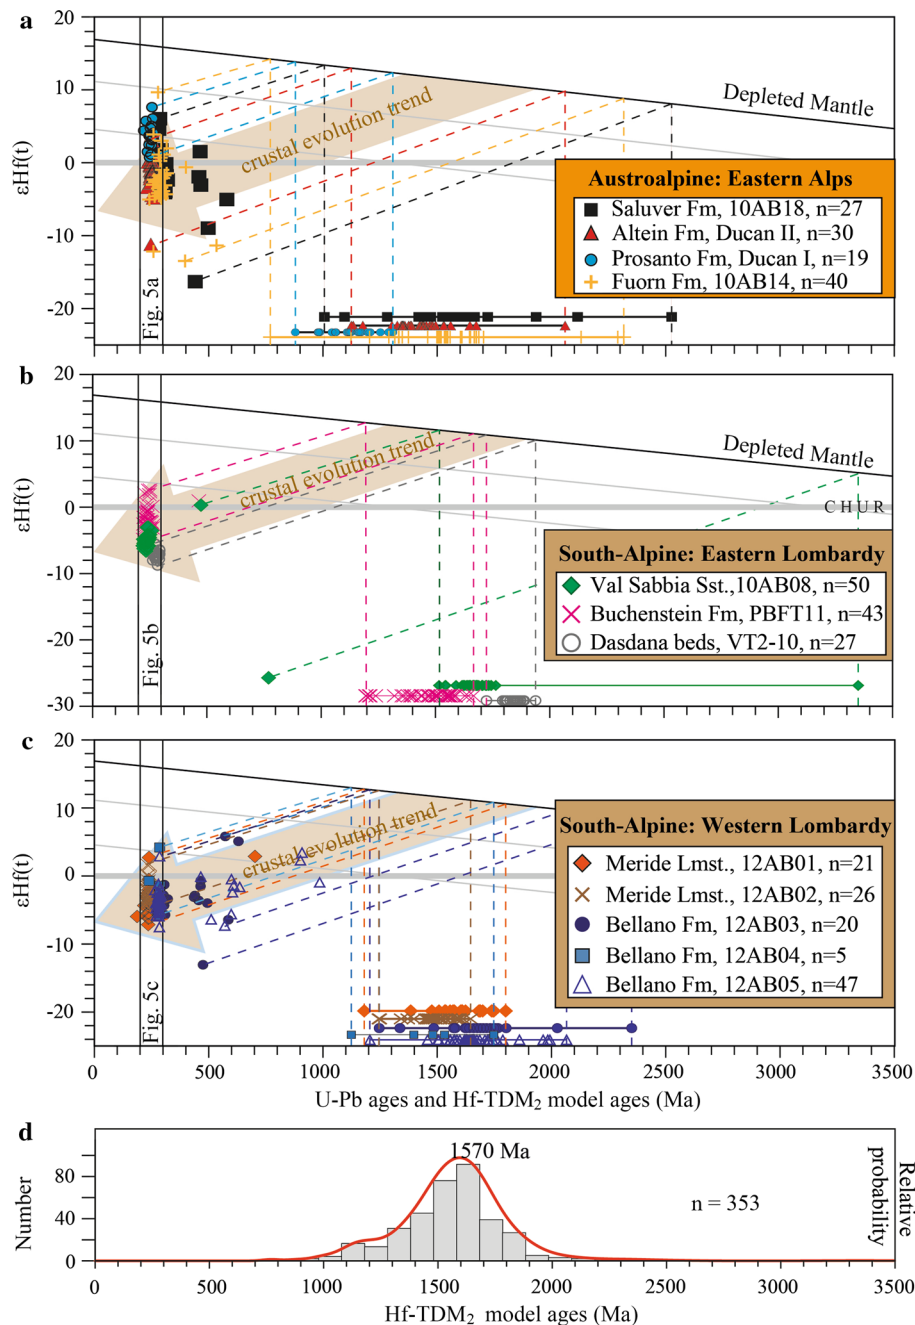 a
20
10
0
-10
-20
εHf(t)
Fig. 5a
crustal evolution trend
Depleted Mantle
Austroalpine: Eastern Alps
Saluver Fm, 10AB18, n=27
Altein Fm, Ducan II, n=30
Prosanto Fm, Ducan I, n=19
Fuorn Fm, 10AB14, n=40
b
20
10
0
-10
-20
-30
εHf(t)
Fig. 5b
crustal evolution trend
Depleted Mantle
CHUR
South-Alpine: Eastern Lombardy
Val Sabbia Sst.,10AB08, n=50
Buchenstein Fm, PBFT11, n=43
Dasdana beds, VT2-10, n=27
c
20
10
0
-10
-20
εHf(t)
Fig. 5c
crustal evolution trend
South-Alpine: Western Lombardy
Meride Lmst., 12AB01, n=21
Meride Lmst., 12AB02, n=26
Bellano Fm, 12AB03, n=20
Bellano Fm, 12AB04, n=5
Bellano Fm, 12AB05, n=47
0 500 1000 1500 2000 2500 3000 3500
U-Pb ages and Hf-TDM2 model ages (Ma)
d
80
40
0
Number
1570 Ma
n = 353
Relative
probability
0 500 1000 1500 2000 2500 3000 3500
Hf-TDM2 model ages (Ma)